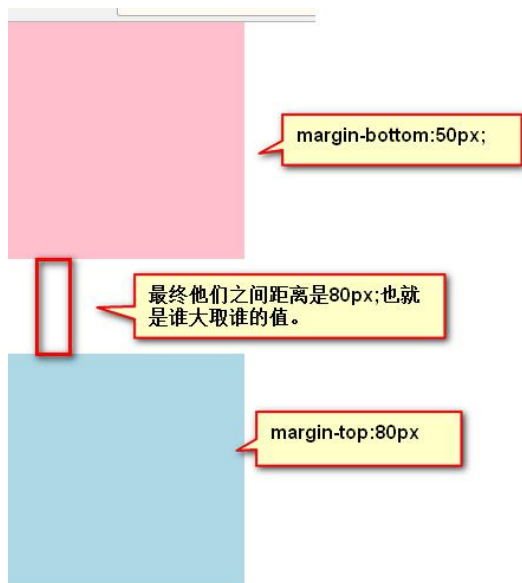 margin-bottom:50px;
最终他们之间距离是80px;也就
是谁大取谁的值。
margin-top:80px